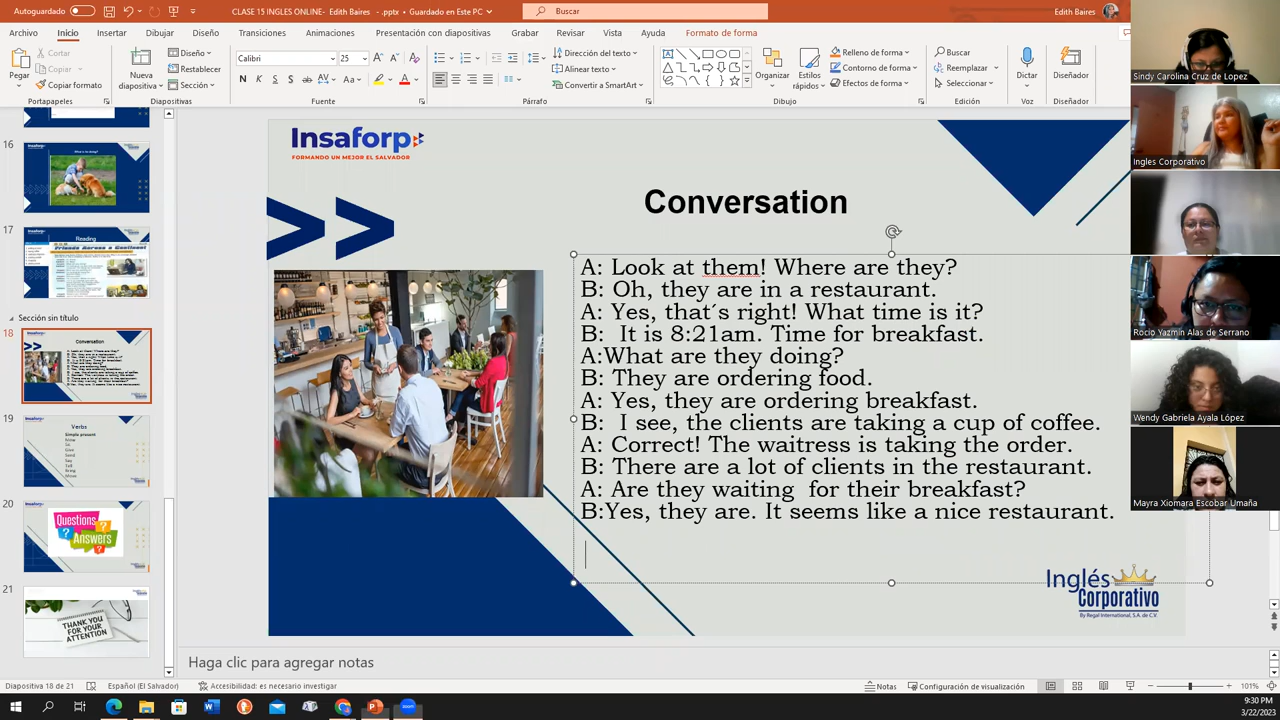 Autoguardado
CLASE 15 INGLES ONLINE- Edith Baires - .pptx • Guardado en Este PC
Buscar
Edith Baires
Archivo Inicio Insertar Dibujar Diseño Transiciones Animaciones Presentación con diapositivas Grabar Revisar Vista Ayuda Formato de forma
Pegar
Cortar
Copiar
Copiar formato
Portapapeles
Nueva diapositiva
Diseño
Restablecer
Sección
Diapositivas
Calibri 25
N K S S ab AV Aa A
Fuente
Párrafo
Dirección del texto
Alinear texto
Convertir a SmartArt
Organizar
Estilos rápidos
Relleno de forma
Contorno de forma
Efectos de forma
Dibujo
Buscar
Reemplazar
Seleccionar
Edición
Dictar
Voz
Diseñador
Diseñador
16
17
Reading
Friends Across a Continent
Sección sin título
18
Conversation
19
Verbs
Simple present
20
Questions
Answers
21
THANK YOU
FOR YOUR
ATTENTION
Insaforp
FORMANDO UN MEJOR EL SALVADOR
Conversation
A: Look at them! Where are they?
B: Oh, they are in a restaurant.
A: Yes, that´s right! What time is it?
B:  It is 8:21am. Time for breakfast.
A:What are they doing?
B: They are ordering food.
A: Yes, they are ordering breakfast.
B:  I see, the clients are taking a cup of coffee.
A: Correct! The waitress is taking the order.
B: There are a lot of clients in the restaurant.
A: Are they waiting  for their breakfast?
B:Yes, they are. It seems like a nice restaurant.
Inglés
Corporativo
By Regal International, S.A. de C.V.
Sindy Carolina Cruz de Lopez
Ingles Corporativo
Rocio Yazmin Alas de Serrano
Wendy Gabriela Ayala López
Mayra Xiomara Escobar Umaña
Haga clic para agregar notas
Diapositiva 18 de 21
Español (El Salvador)
Accesibilidad: es necesario investigar
Notas
Configuración de visualización
101%
9:30 PM
3/22/2023